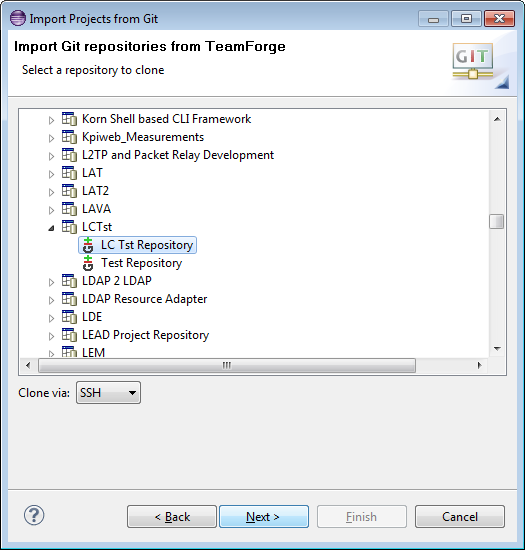 Import Projects from Git
Import Git repositories from TeamForge
Select a repository to clone
GIT
Korn Shell based CLI Framework
Kpiweb_Measurements
L2TP and Packet Relay Development
LAT
LAT2
LAVA
LCTst
LC Tst Repository
Test Repository
LDAP 2 LDAP
LDAP Resource Adapter
LDE
LEAD Project Repository
LEM
Clone via: SSH
? < Back Next > Finish Cancel